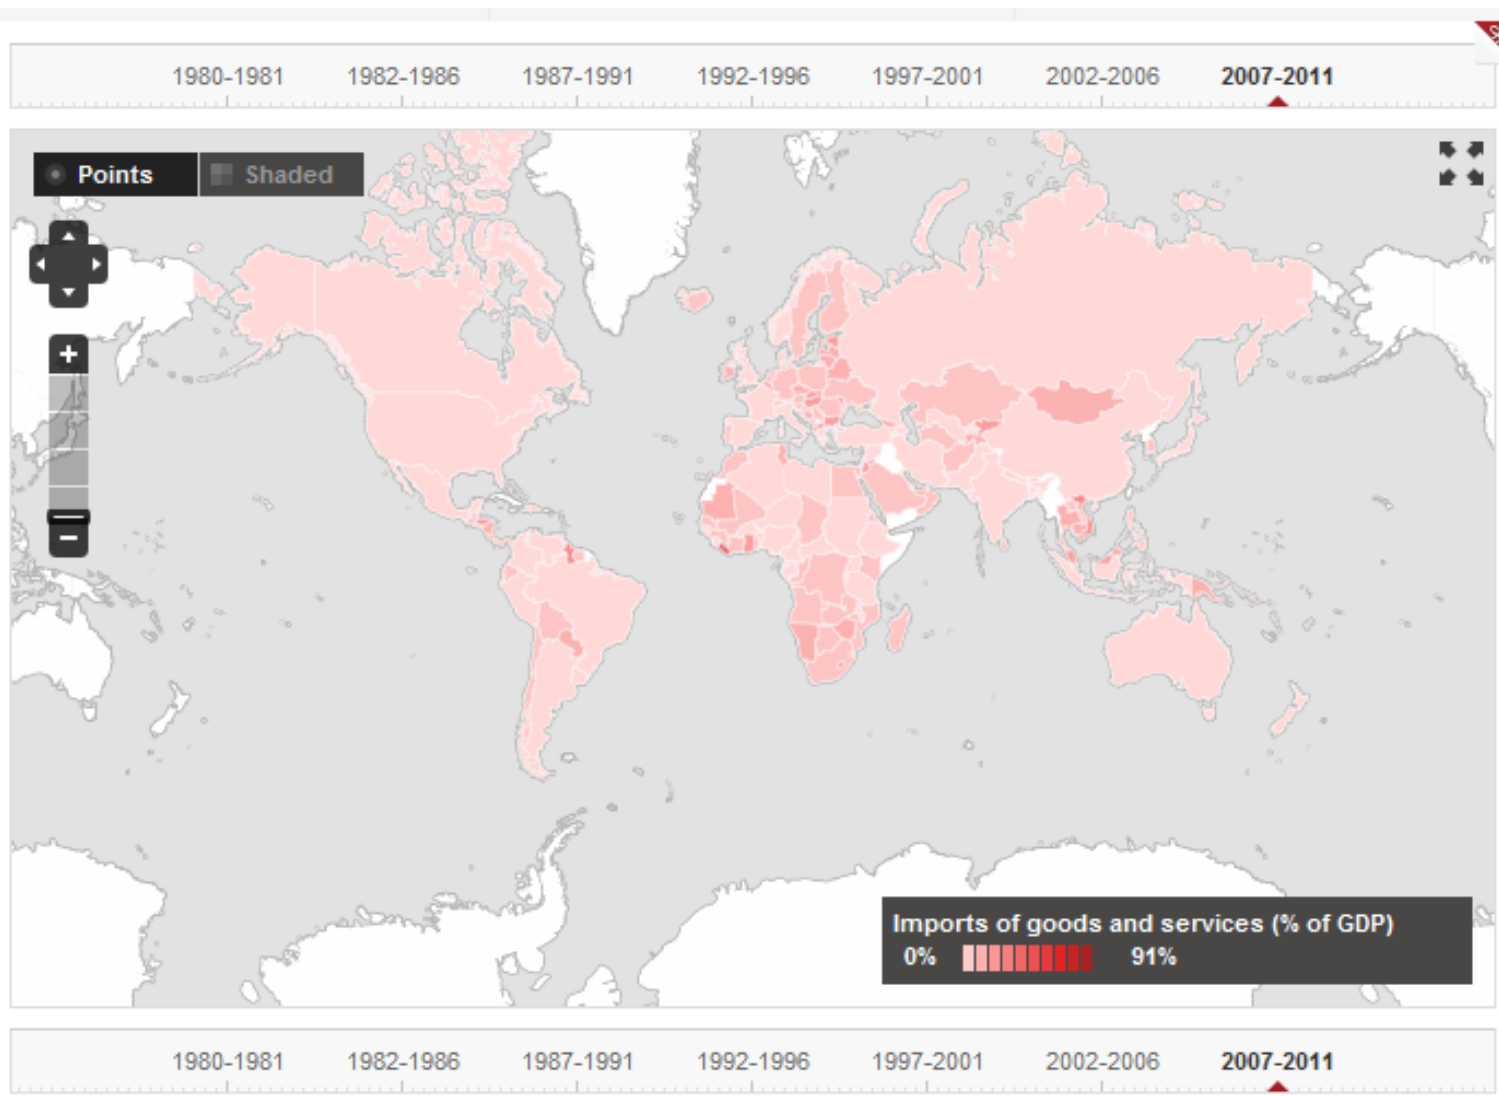 1980-1981 1982-1986 1987-1991 1992-1996 1997-2001 2002-2006 2007-2011
Points Shaded
+
−
Imports of goods and services (% of GDP)
0% 91%
1980-1981 1982-1986 1987-1991 1992-1996 1997-2001 2002-2006 2007-2011